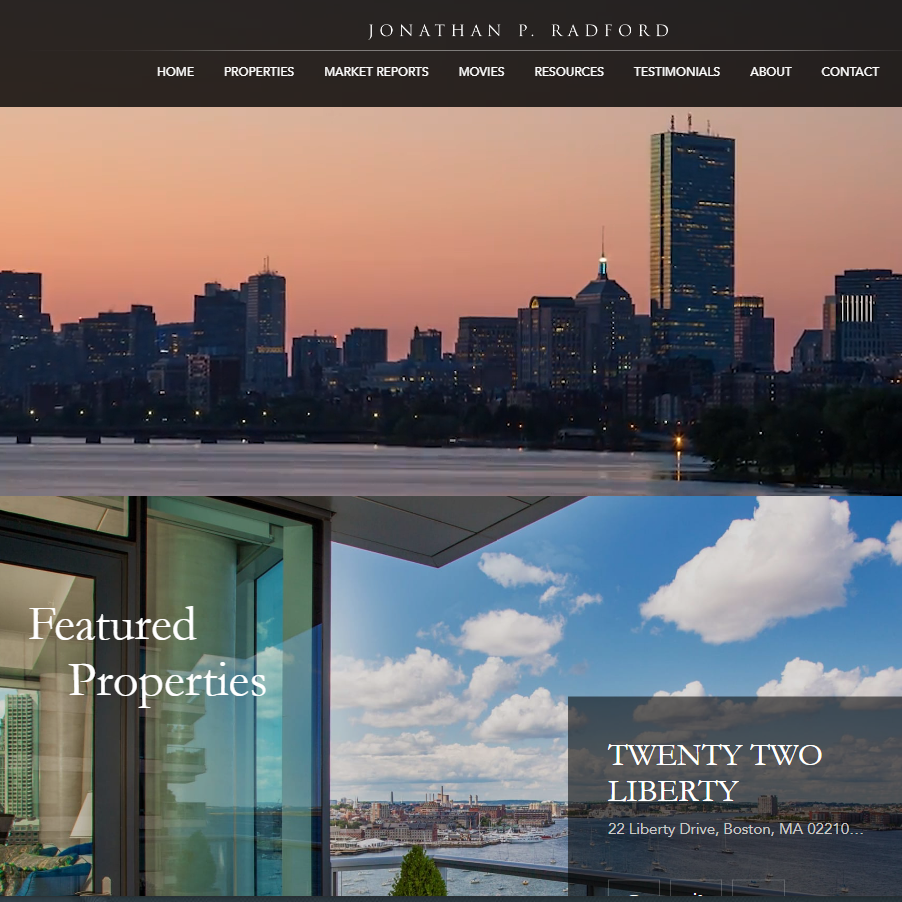 JONATHAN P. RADFORD
HOME PROPERTIES MARKET REPORTS MOVIES RESOURCES TESTIMONIALS ABOUT CONTACT
Featured
Properties
TWENTY TWO
LIBERTY
22 Liberty Drive, Boston, MA 02210...